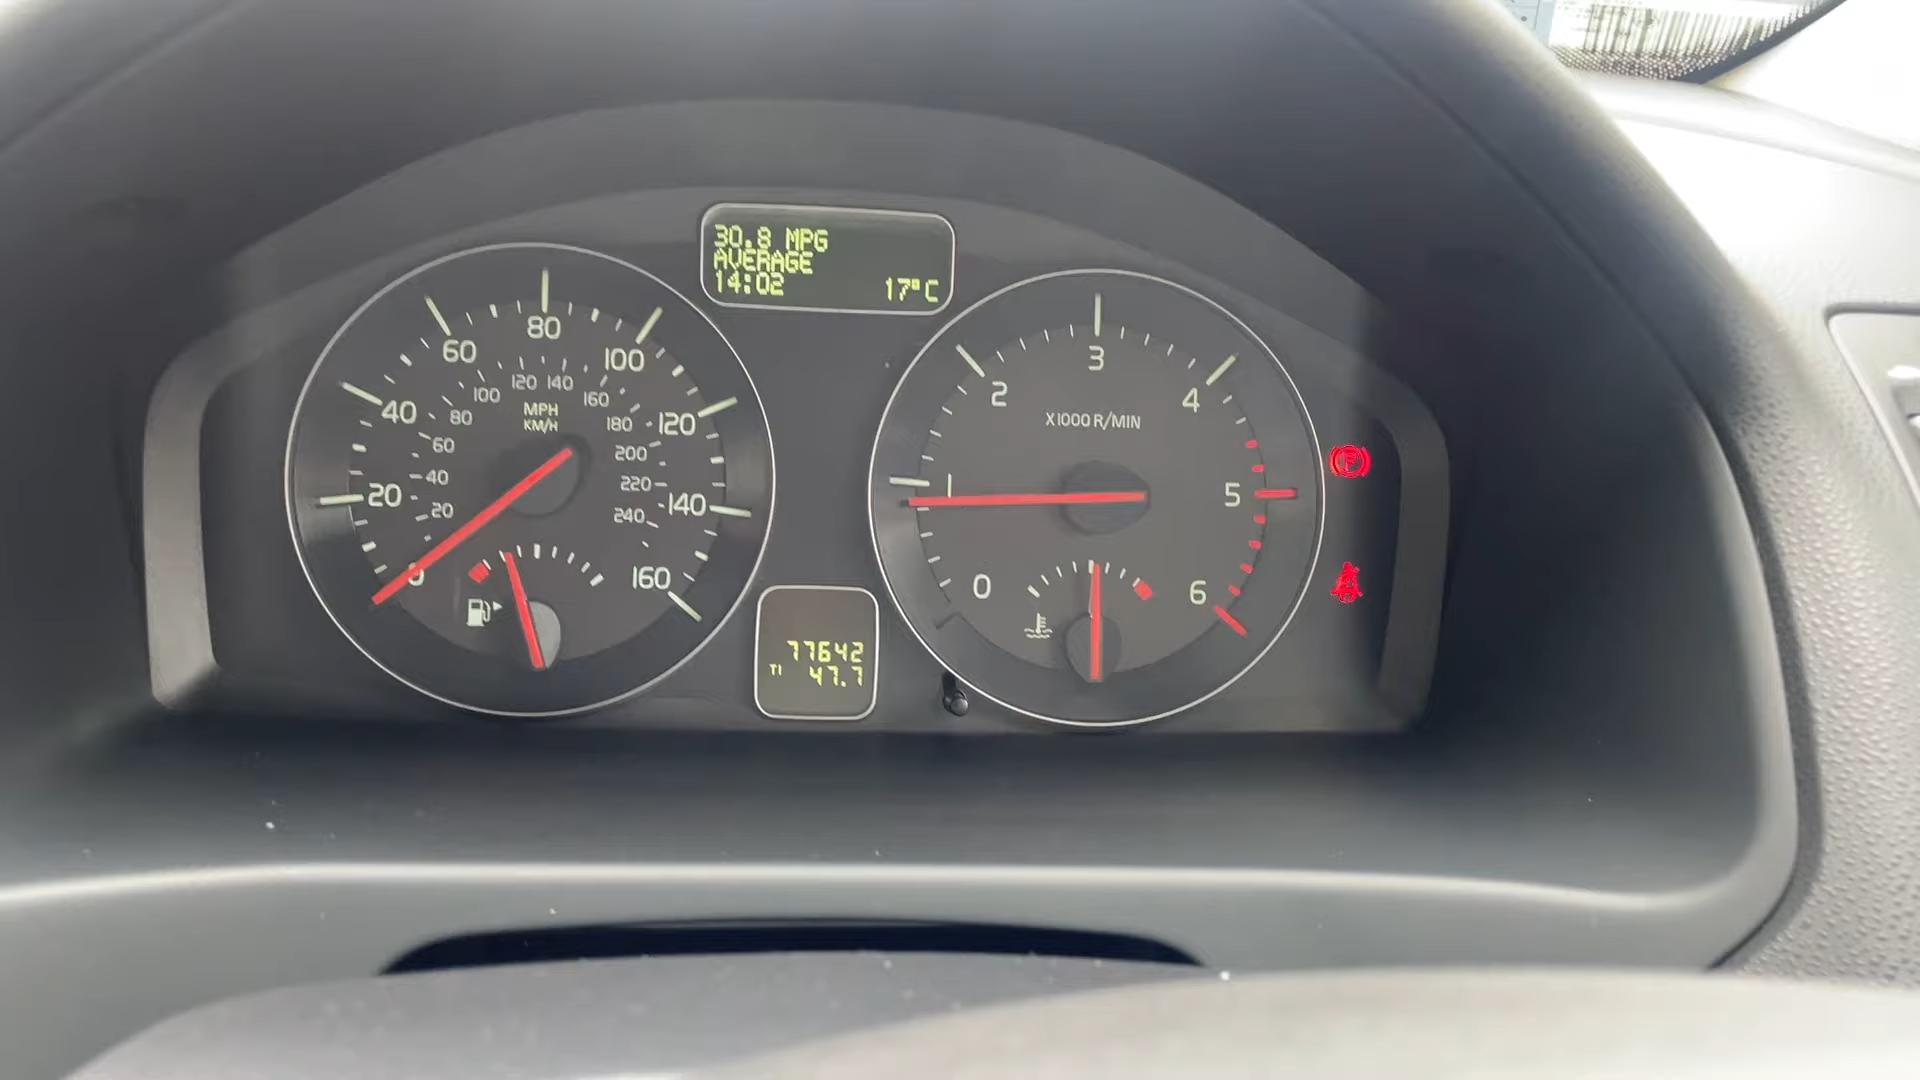 30.8 MPG
AVERAGE
14:02 17°C
0 20 40 60 80 100 120 140 160
20 40 60 80 100 120 140 160 180 200 220 240
MPH
KM/H
77642
T1 47.7
0 1 2 3 4 5 6
X1000 R/MIN
P